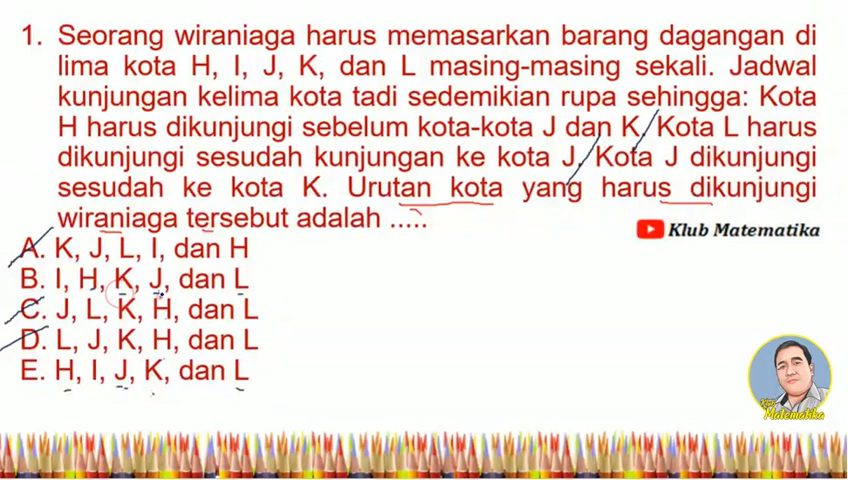 1. Seorang wiraniaga harus memasarkan barang dagangan di
lima kota H, I, J, K, dan L masing-masing sekali. Jadwal
kunjungan kelima kota tadi sedemikian rupa sehingga: Kota
H harus dikunjungi sebelum kota-kota J dan K, Kota L harus
dikunjungi sesudah kunjungan ke kota J, Kota J dikunjungi
sesudah ke kota K. Urutan kota yang harus dikunjungi
wiraniaga tersebut adalah .....
Klub Matematika
A. K, J, L, I, dan H
B. I, H, K, J, dan L
C. J, L, K, H, dan L
D. L, J, K, H, dan L
E. H, I, J, K, dan L
Klub
Matematika